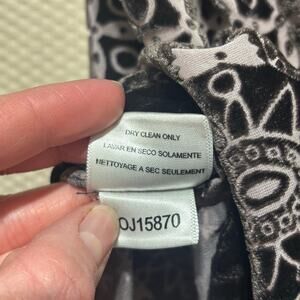 DRY CLEAN ONLY
LAVAR EN SECO SOLAMENTE
NETTOYAGE A SEC SEULEMENT
OJ15870